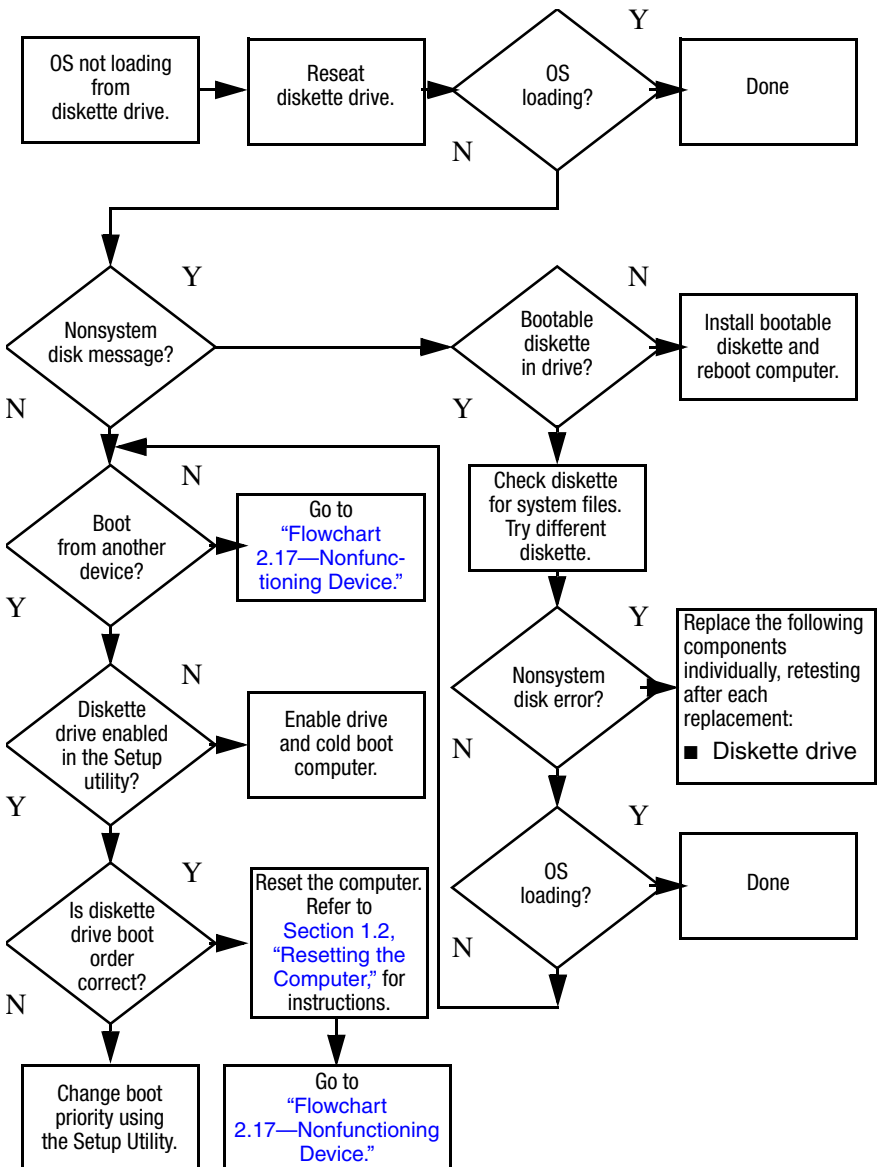 OS not loading
from
diskette drive.
Reseat
diskette drive.
OS
loading?
Y
Done
N
Nonsystem
disk message?
Y
N
Bootable
diskette
in drive?
N
Install bootable
diskette and
reboot computer.
Y
Check diskette
for system files.
Try different
diskette.
Boot
from another
device?
N
Go to
“Flowchart
2.17—Nonfunc-
tioning Device.”
Y
Nonsystem
disk error?
Y
Replace the following
components
individually, retesting
after each
replacement:
■ Diskette drive
N
Diskette
drive enabled
in the Setup
utility?
N
Enable drive
and cold boot
computer.
Y
OS
loading?
Y
Done
N
Is diskette
drive boot
order
correct?
Y
Reset the computer.
Refer to
Section 1.2,
“Resetting the
Computer,” for
instructions.
N
Change boot
priority using
the Setup Utility.
Go to
“Flowchart
2.17—Nonfunctioning
Device.”